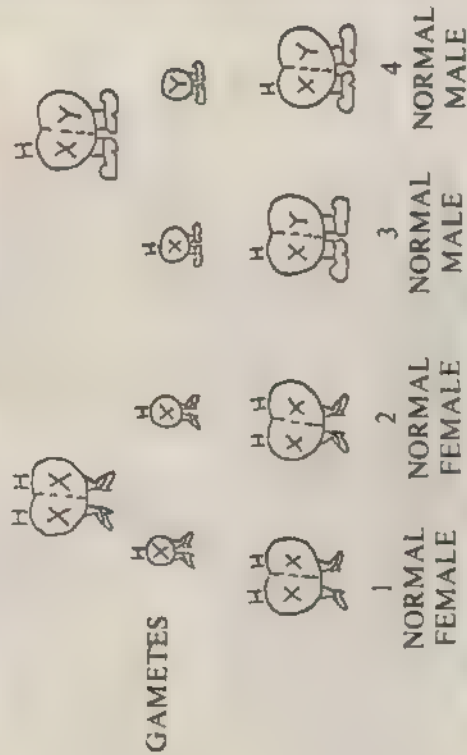 H H
X X
H
X Y
GAMETES
H
X
H
X
H
X
Y
H H
X X
H H
X X
H
X Y
H
X Y
1
NORMAL
FEMALE
2
NORMAL
FEMALE
3
NORMAL
MALE
4
NORMAL
MALE